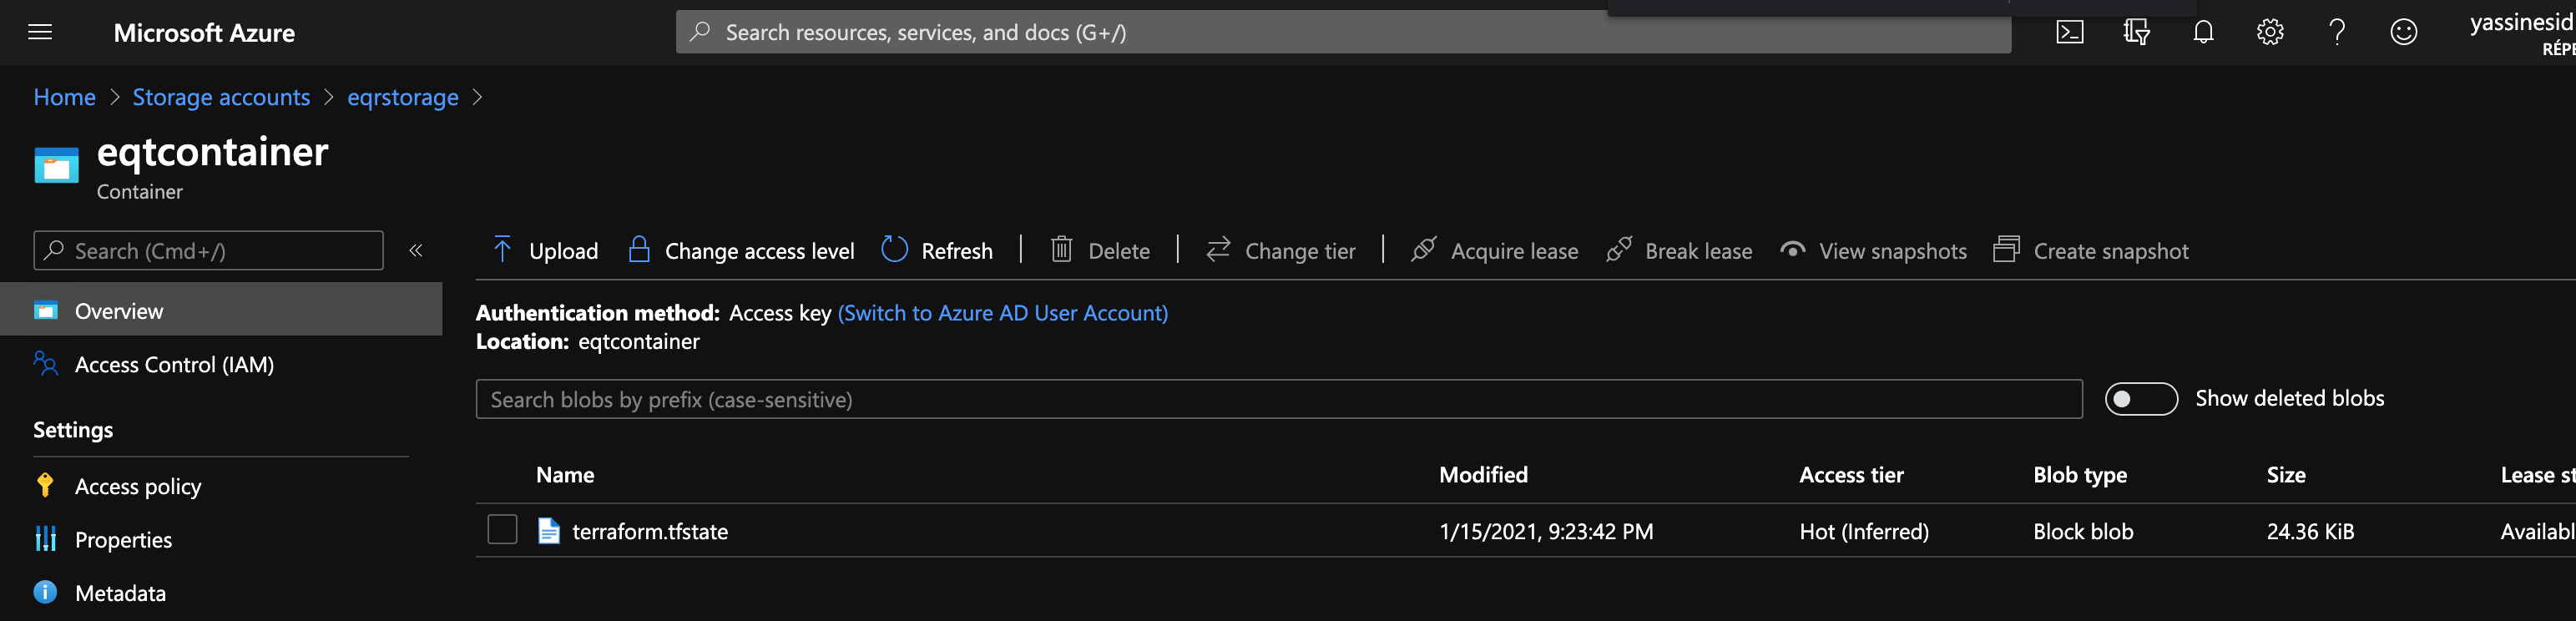 Microsoft Azure
Search resources, services, and docs (G+/)
yassinesid
Home > Storage accounts > eqrstorage >
eqtcontainer
Container
Search (Cmd+/)
«
Upload
Change access level
Refresh
Delete
Change tier
Acquire lease
Break lease
View snapshots
Create snapshot
Overview
Access Control (IAM)
Settings
Access policy
Properties
Metadata
Authentication method: Access key (Switch to Azure AD User Account)
Location: eqtcontainer
Search blobs by prefix (case-sensitive)
Show deleted blobs
Name Modified Access tier Blob type Size Lease st
terraform.tfstate 1/15/2021, 9:23:42 PM Hot (Inferred) Block blob 24.36 KiB Availabl